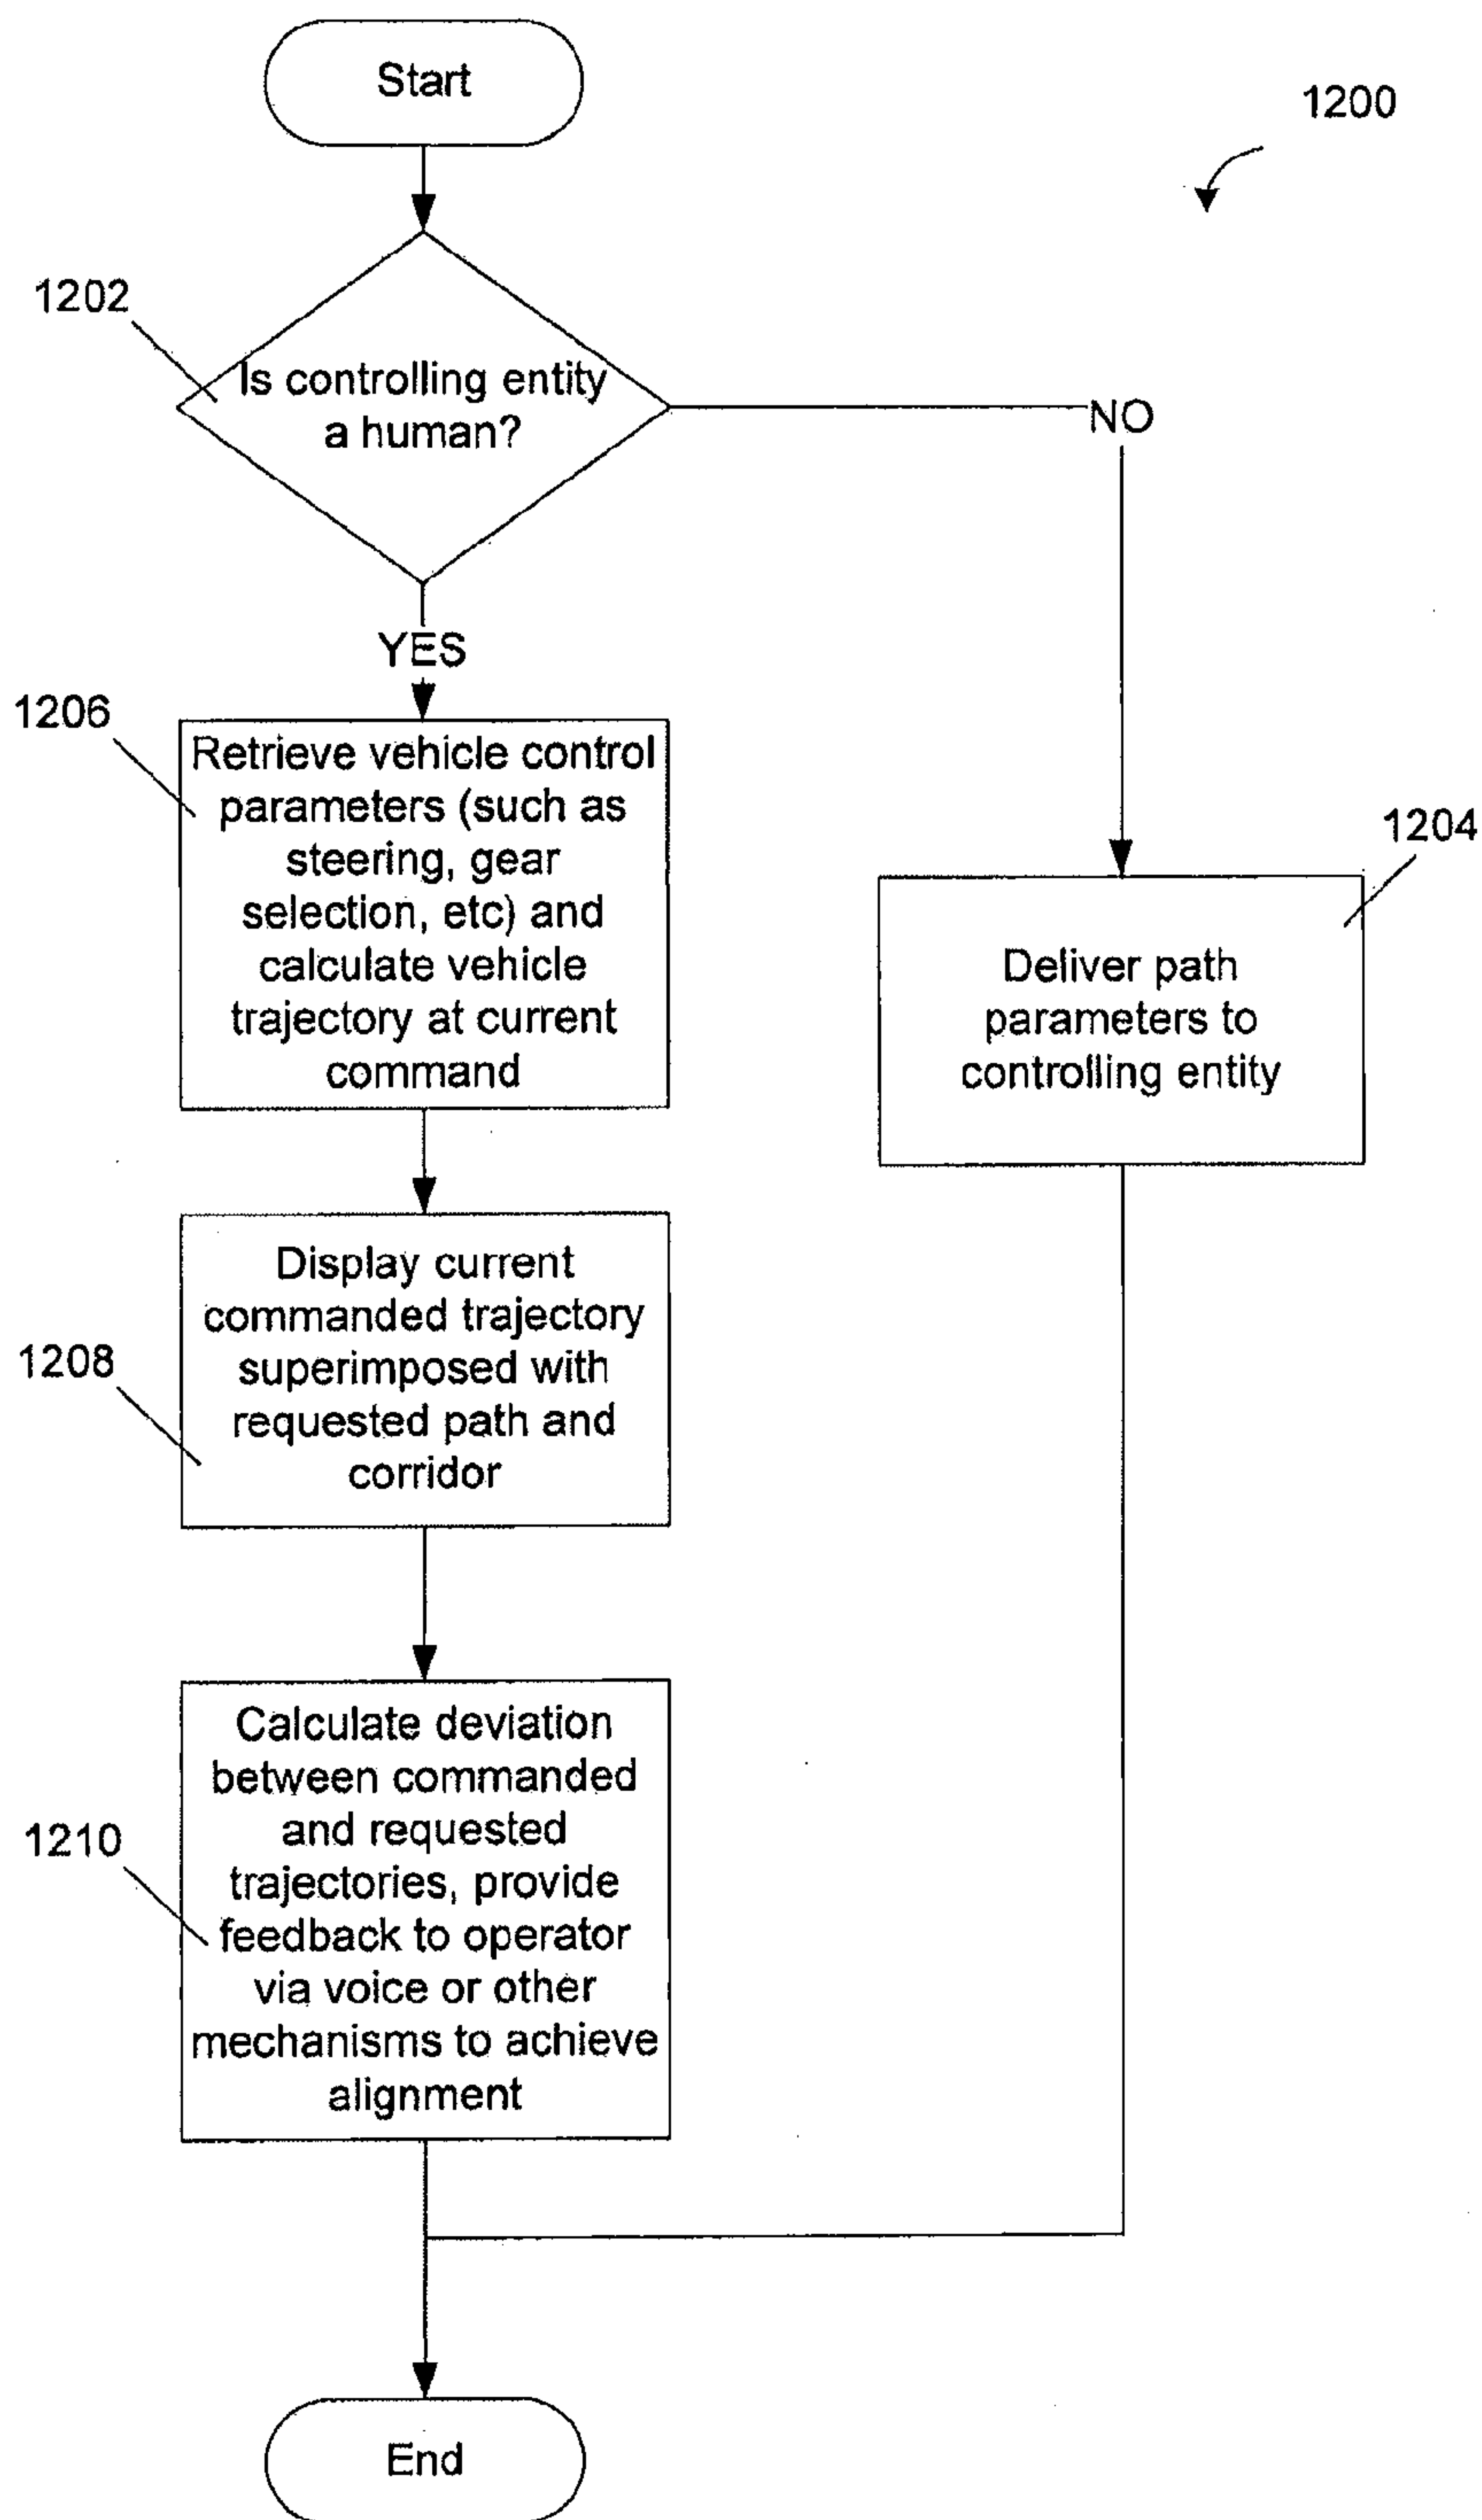 Start
1200
1202
Is controlling entity
a human?
NO
YES
1206
Retrieve vehicle control
parameters (such as
steering, gear
selection, etc) and
calculate vehicle
trajectory at current
command
1204
Deliver path
parameters to
controlling entity
1208
Display current
commanded trajectory
superimposed with
requested path and
corridor
1210
Calculate deviation
between commanded
and requested
trajectories, provide
feedback to operator
via voice or other
mechanisms to achieve
alignment
End